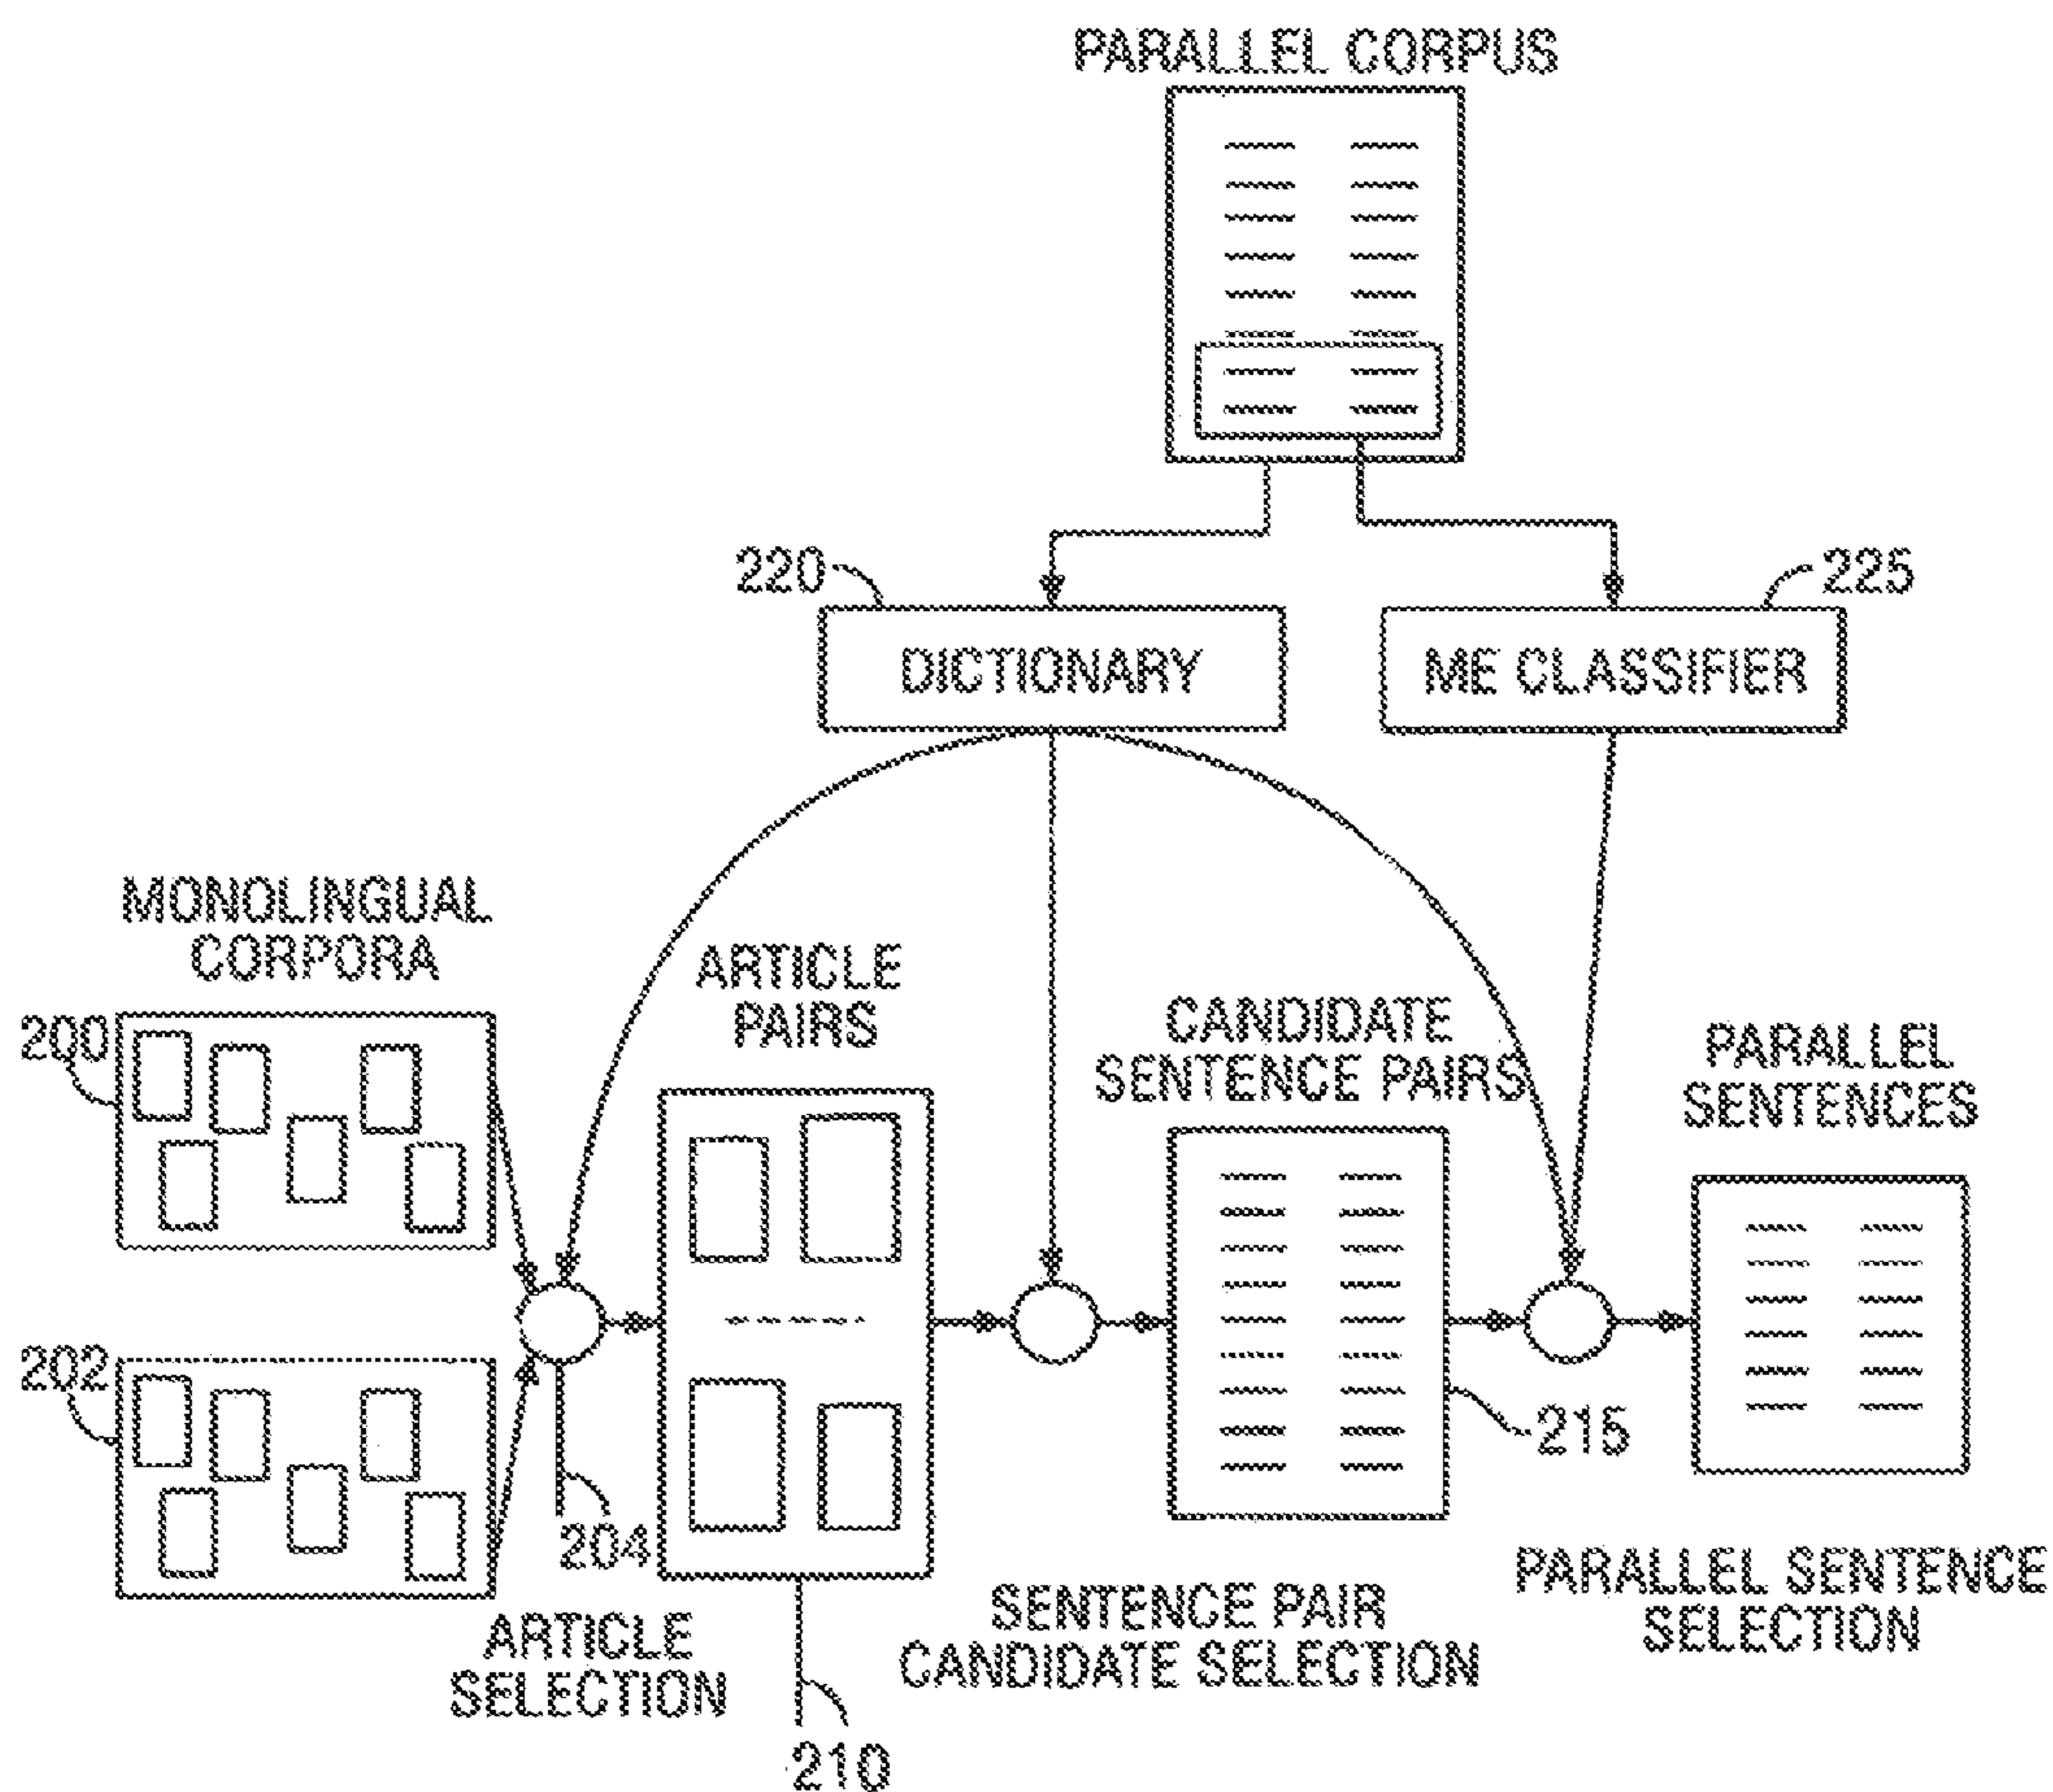 PARALLEL CORPUS
220
225
DICTIONARY
ME CLASSIFIER
MONOLINGUAL
CORPORA
ARTICLE
PAIRS
CANDIDATE
SENTENCE PAIRS
PARALLEL
SENTENCES
200
202
204
215
ARTICLE
SELECTION
SENTENCE PAIR
CANDIDATE SELECTION
PARALLEL SENTENCE
SELECTION
210